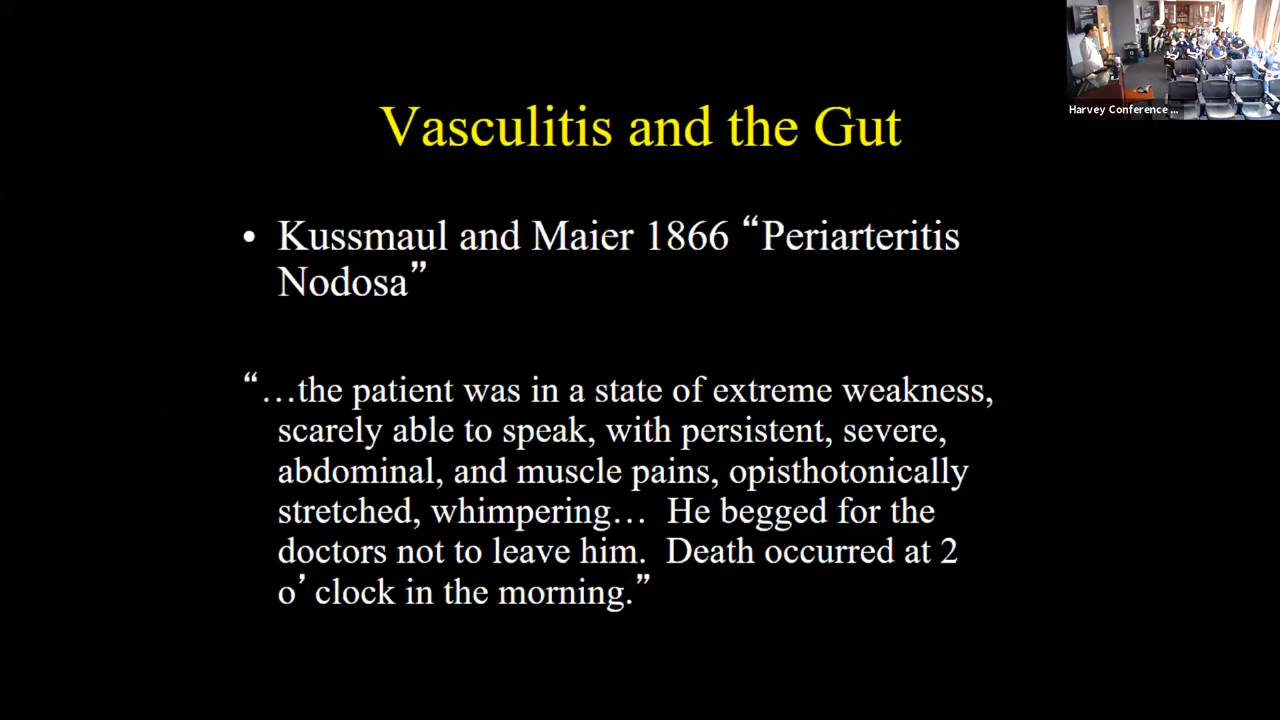 Harvey Conference ...
Vasculitis and the Gut
• Kussmaul and Maier 1866 “Periarteritis
Nodosa”
“…the patient was in a state of extreme weakness,
scarely able to speak, with persistent, severe,
abdominal, and muscle pains, opisthotonically
stretched, whimpering… He begged for the
doctors not to leave him. Death occurred at 2
o’ clock in the morning.”